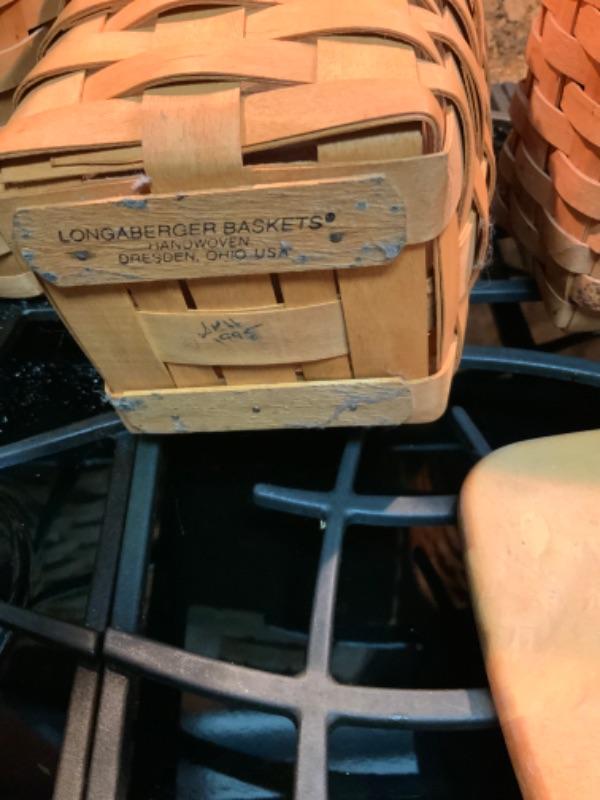 LONGABERGER BASKETS®
HANDWOVEN
DRESDEN, OHIO USA
1995